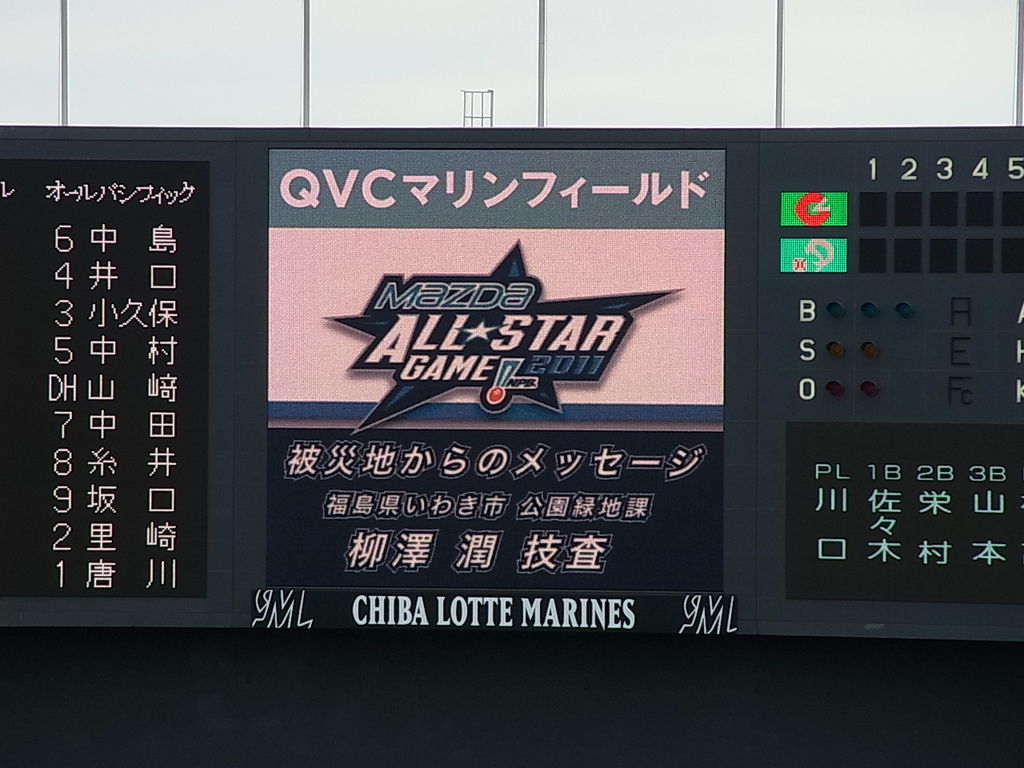 オールパシフィック
6 中島
4 井口
3 小久保
5 中村
DH 山﨑
7 中田
8 糸井
9 坂口
2 里崎
1 唐川
QVCマリンフィールド
MAZDA
ALL★STAR
GAME 2011
NPB
被災地からのメッセージ
福島県いわき市 公園緑地課
柳澤 潤 技査
CHIBA LOTTE MARINES
1 2 3 4 5
B
S
O
H
E
Fc
PL 1B 2B 3B
川口 佐々木 栄村 山本